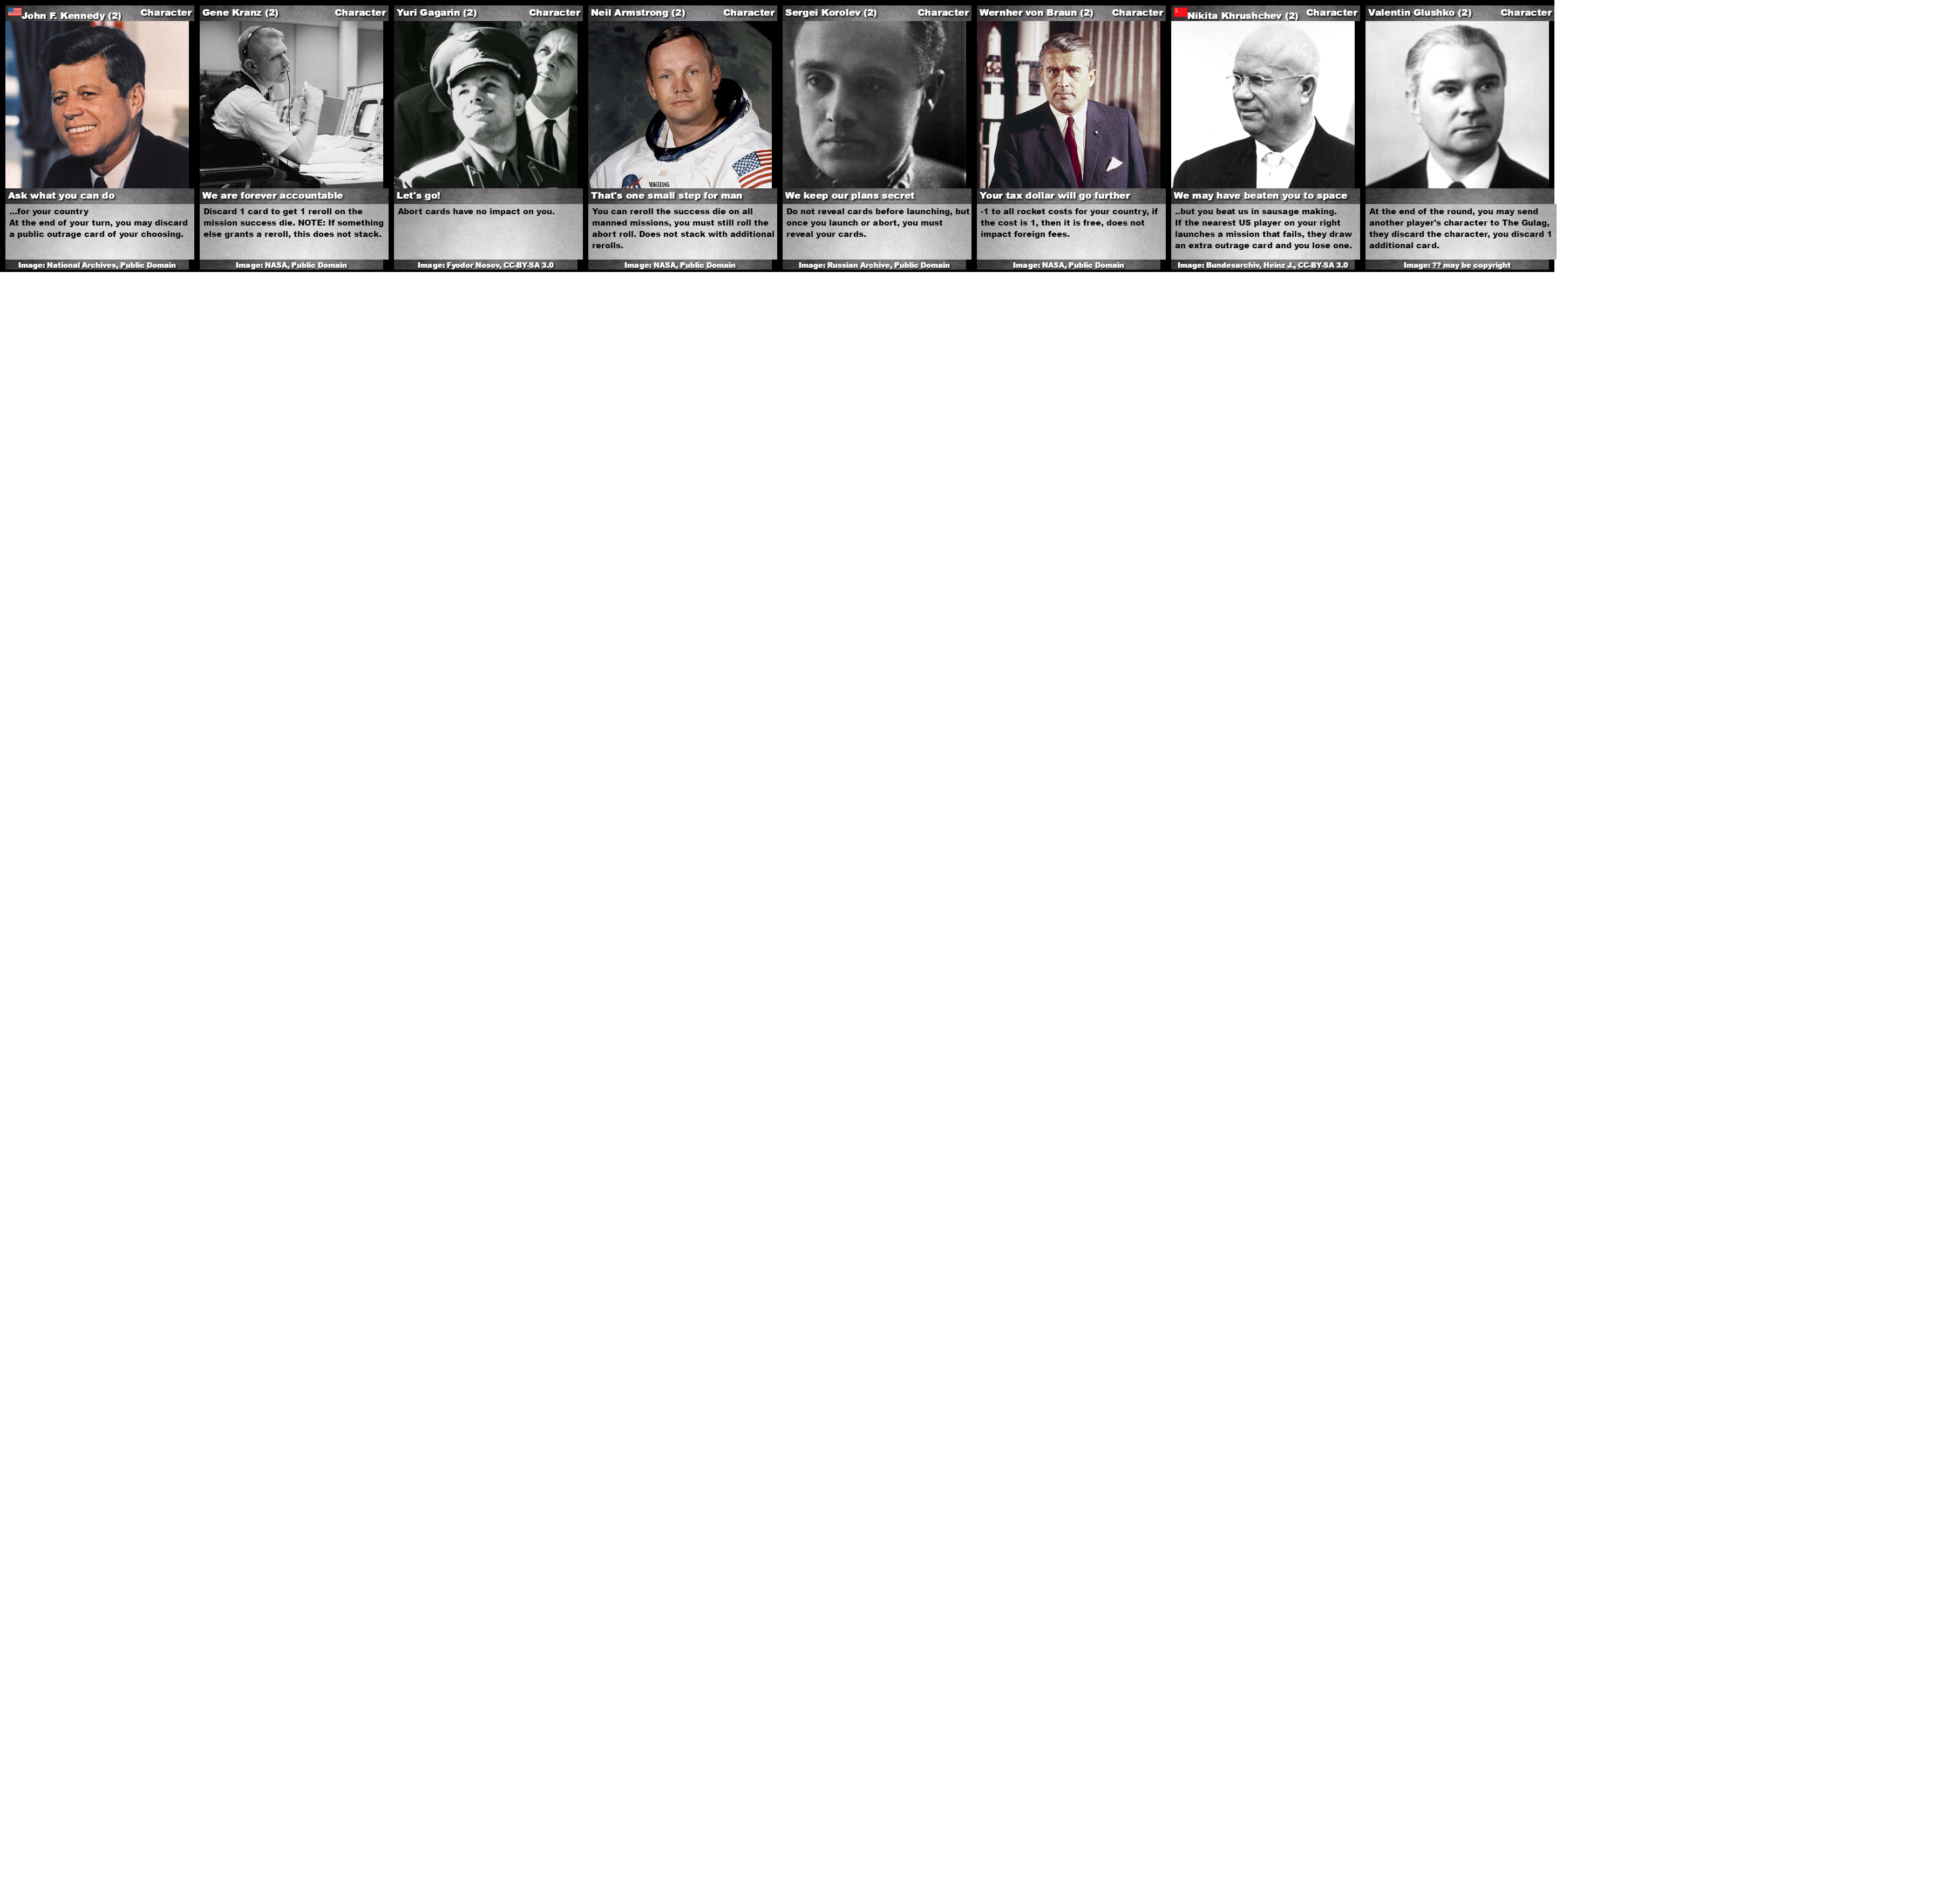 John F. Kennedy (2) Character
Ask what you can do
...for your country
At the end of your turn, you may discard
a public outrage card of your choosing.
Image: National Archives, Public Domain
Gene Kranz (2) Character
We are forever accountable
Discard 1 card to get 1 reroll on the
mission success die. NOTE: If something
else grants a reroll, this does not stack.
Image: NASA, Public Domain
Yuri Gagarin (2) Character
Let's go!
Abort cards have no impact on you.
Image: Fyodor Nosov, CC-BY-SA 3.0
Neil Armstrong (2) Character
ARMSTRONG
That's one small step for man
You can reroll the success die on all
manned missions, you must still roll the
abort roll. Does not stack with additional
rerolls.
Image: NASA, Public Domain
Sergei Korolev (2) Character
We keep our plans secret
Do not reveal cards before launching, but
once you launch or abort, you must
reveal your cards.
Image: Russian Archive, Public Domain
Wernher von Braun (2) Character
Your tax dollar will go further
-1 to all rocket costs for your country, if
the cost is 1, then it is free, does not
impact foreign fees.
Image: NASA, Public Domain
Nikita Khrushchev (2) Character
We may have beaten you to space
..but you beat us in sausage making.
If the nearest US player on your right
launches a mission that fails, they draw
an extra outrage card and you lose one.
Image: Bundesarchiv, Heinz J., CC-BY-SA 3.0
Valentin Glushko (2) Character
At the end of the round, you may send
another player's character to The Gulag,
they discard the character, you discard 1
additional card.
Image: ?? may be copyright